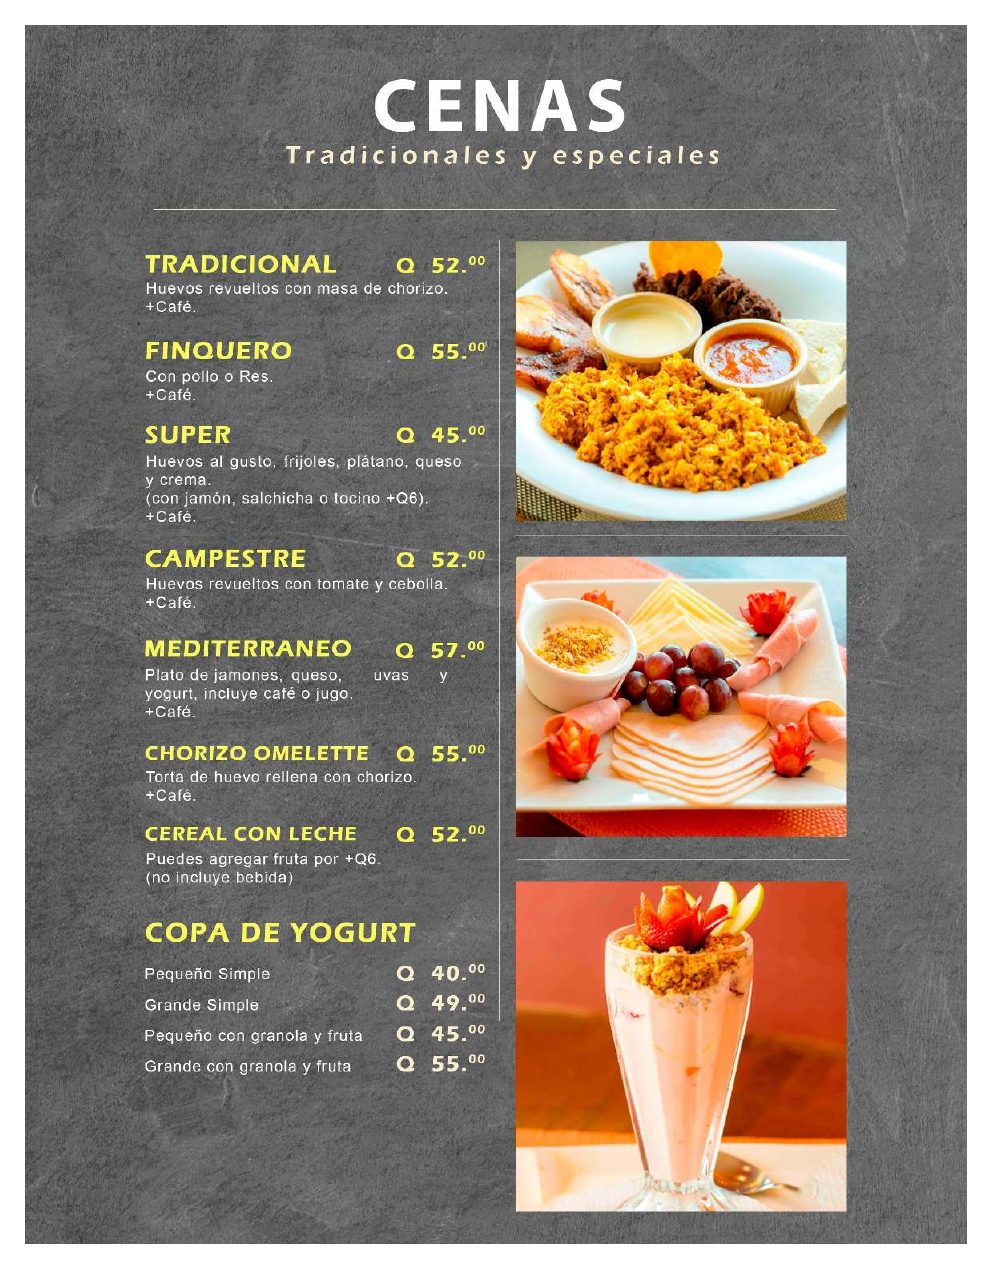 CENAS
Tradicionales y especiales
TRADICIONAL Q 52.00
Huevos revueltos con masa de chorizo.
+Café.
FINQUERO Q 55.00
Con pollo o Res.
+Café.
SUPER Q 45.00
Huevos al gusto, frijoles, plátano, queso
y crema.
(con jamón, salchicha o tocino +Q6).
+Café.
CAMPESTRE Q 52.00
Huevos revueltos con tomate y cebolla.
+Café.
MEDITERRANEO Q 57.00
Plato de jamones, queso, uvas y
yogurt, incluye café o jugo.
+Café.
CHORIZO OMELETTE Q 55.00
Torta de huevo rellena con chorizo.
+Café.
CEREAL CON LECHE Q 52.00
Puedes agregar fruta por +Q6.
(no incluye bebida)
COPA DE YOGURT
Pequeño Simple Q 40.00
Grande Simple Q 49.00
Pequeño con granola y fruta Q 45.00
Grande con granola y fruta Q 55.00